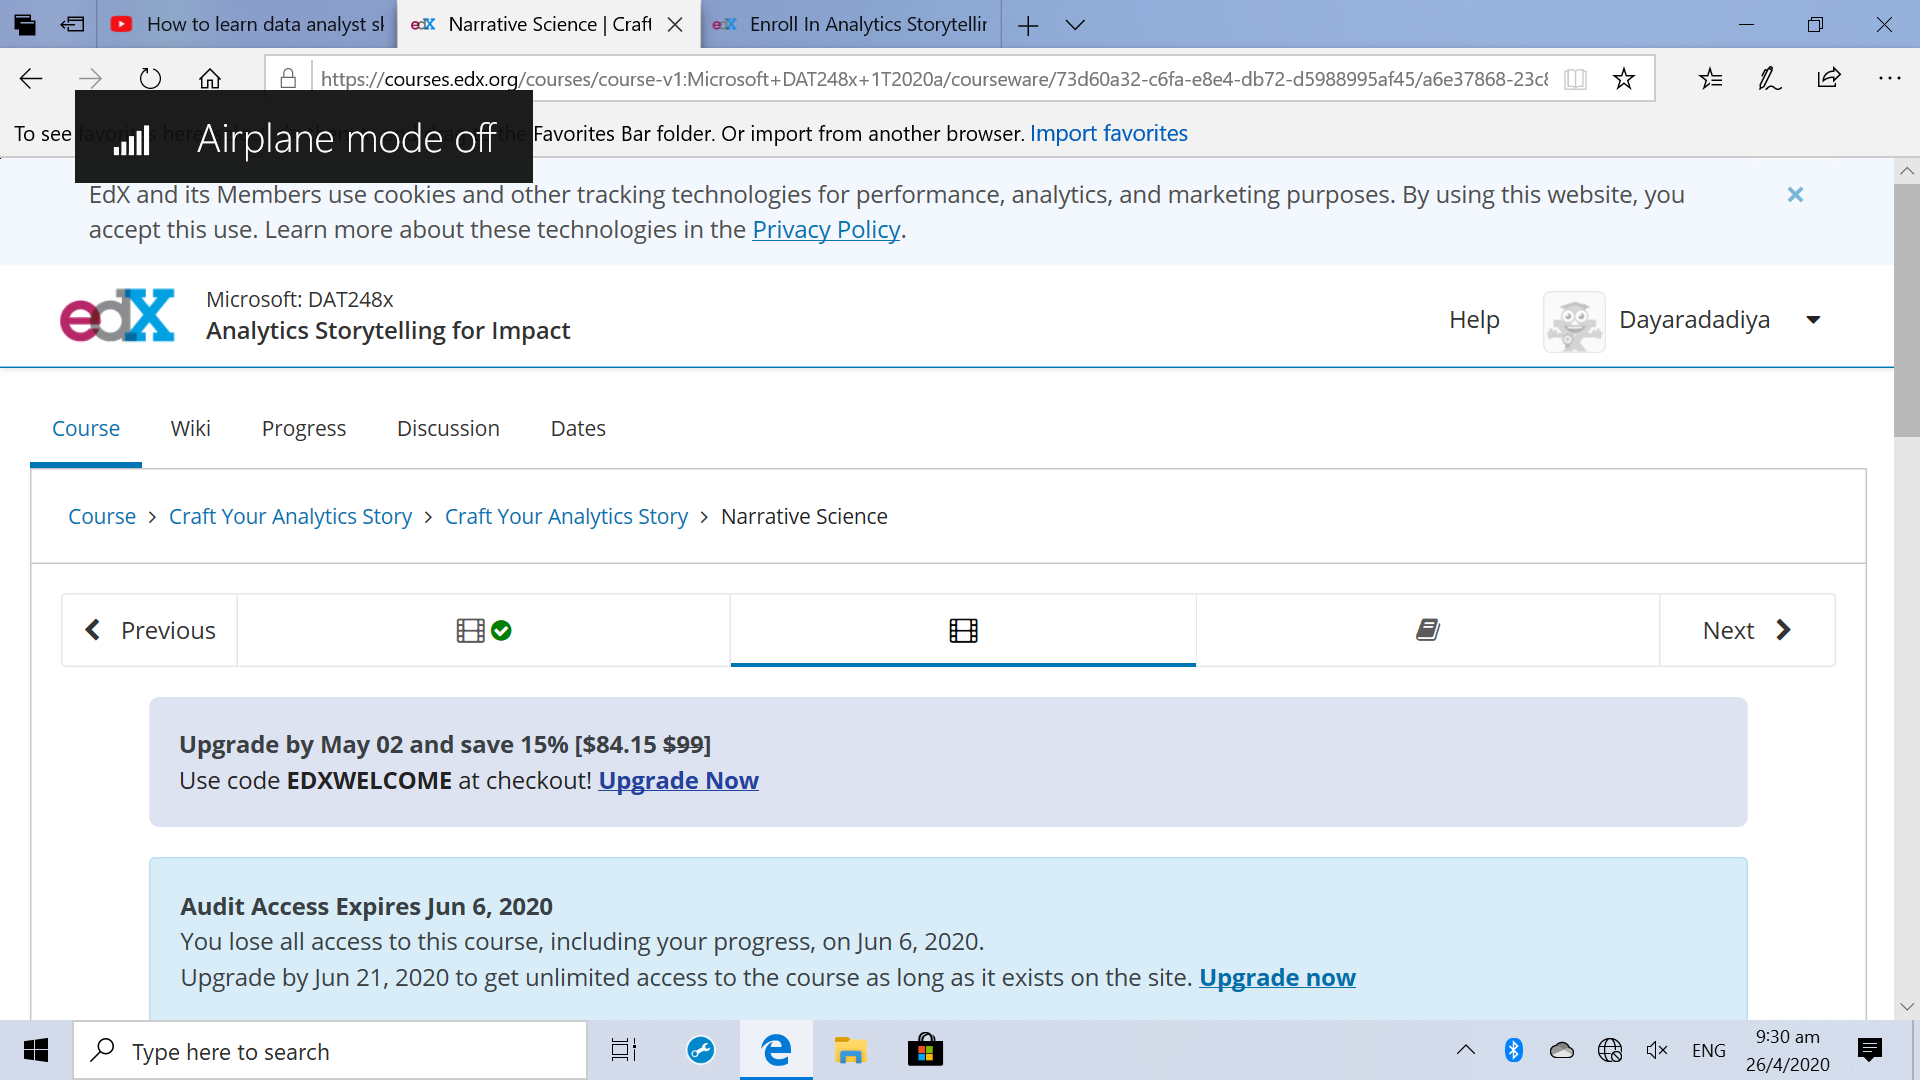 How to learn data analyst sk
Narrative Science | Craft
Enroll In Analytics Storytellin
https://courses.edx.org/courses/course-v1:Microsoft+DAT248x+1T2020a/courseware/73d60a32-c6fa-e8e4-db72-d5988995af45/a6e37868-23c8
To see favorites here, the Favorites Bar folder. Or import from another browser. Import favorites
Airplane mode off
EdX and its Members use cookies and other tracking technologies for performance, analytics, and marketing purposes. By using this website, you
accept this use. Learn more about these technologies in the Privacy Policy.
edX
Microsoft: DAT248x
Analytics Storytelling for Impact
Help
Dayaradadiya
Course
Wiki
Progress
Discussion
Dates
Course > Craft Your Analytics Story > Craft Your Analytics Story > Narrative Science
Previous
Next
Upgrade by May 02 and save 15% [$84.15 $99]
Use code EDXWELCOME at checkout! Upgrade Now
Audit Access Expires Jun 6, 2020
You lose all access to this course, including your progress, on Jun 6, 2020.
Upgrade by Jun 21, 2020 to get unlimited access to the course as long as it exists on the site. Upgrade now
Type here to search
ENG
9:30 am
26/4/2020